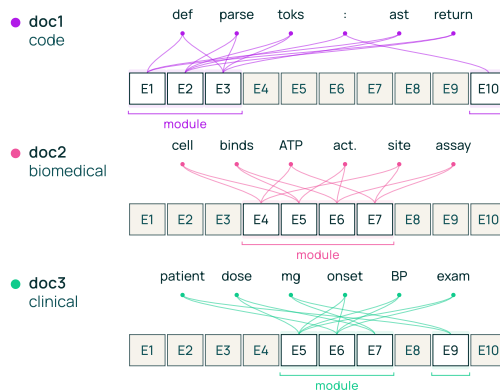 doc1
code
def parse toks : ast return
E1 E2 E3 E4 E5 E6 E7 E8 E9 E10
module
doc2
biomedical
cell binds ATP act. site assay
E1 E2 E3 E4 E5 E6 E7 E8 E9 E10
module
doc3
clinical
patient dose mg onset BP exam
E1 E2 E3 E4 E5 E6 E7 E8 E9 E10
module